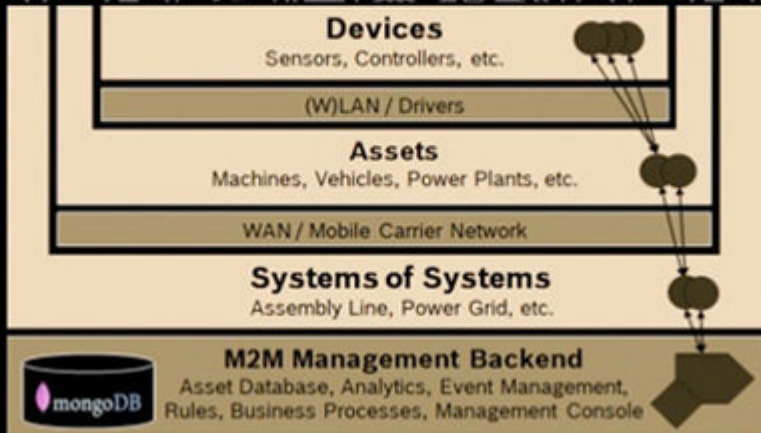 Devices
Sensors, Controllers, etc.
(W)LAN / Drivers
Assets
Machines, Vehicles, Power Plants, etc.
WAN / Mobile Carrier Network
Systems of Systems
Assembly Line, Power Grid, etc.
M2M Management Backend
Asset Database, Analytics, Event Management,
Rules, Business Processes, Management Console
mongoDB